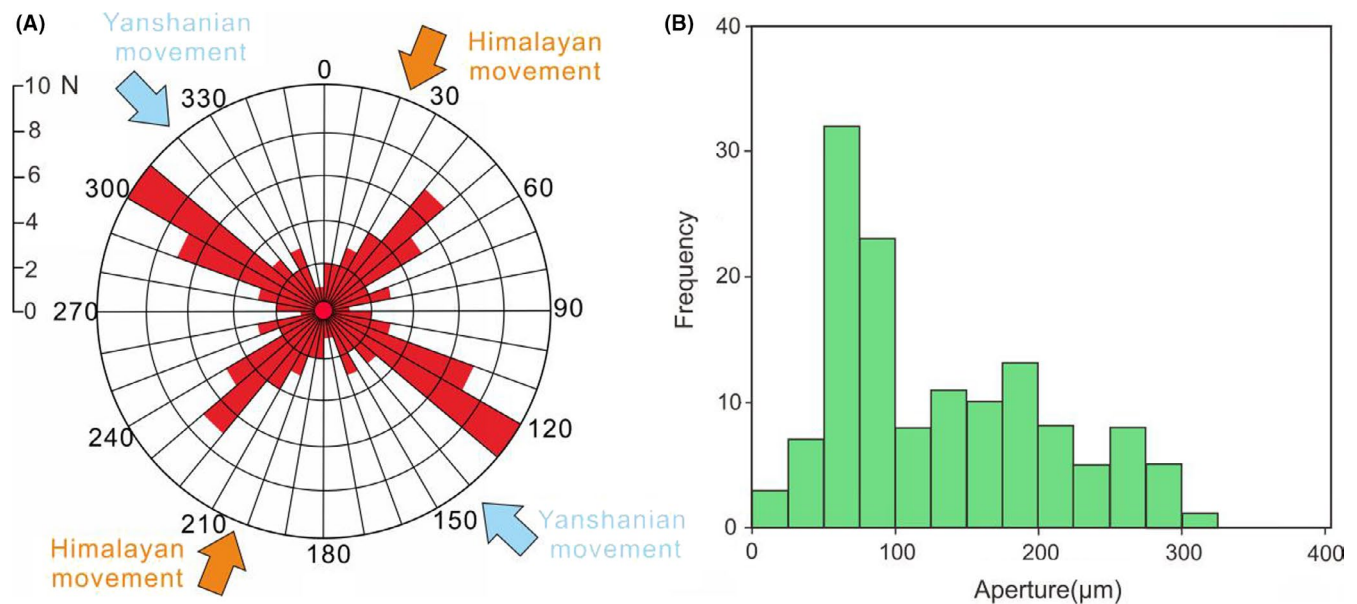 (A)
Yanshanian
movement
Himalayan
movement
10 N
8
6
4
2
0
0
30
60
90
120
150
180
210
240
270
300
330
Himalayan
movement
Yanshanian
movement
(B)
40
30
20
10
0
Frequency
0 100 200 300 400
Aperture(µm)